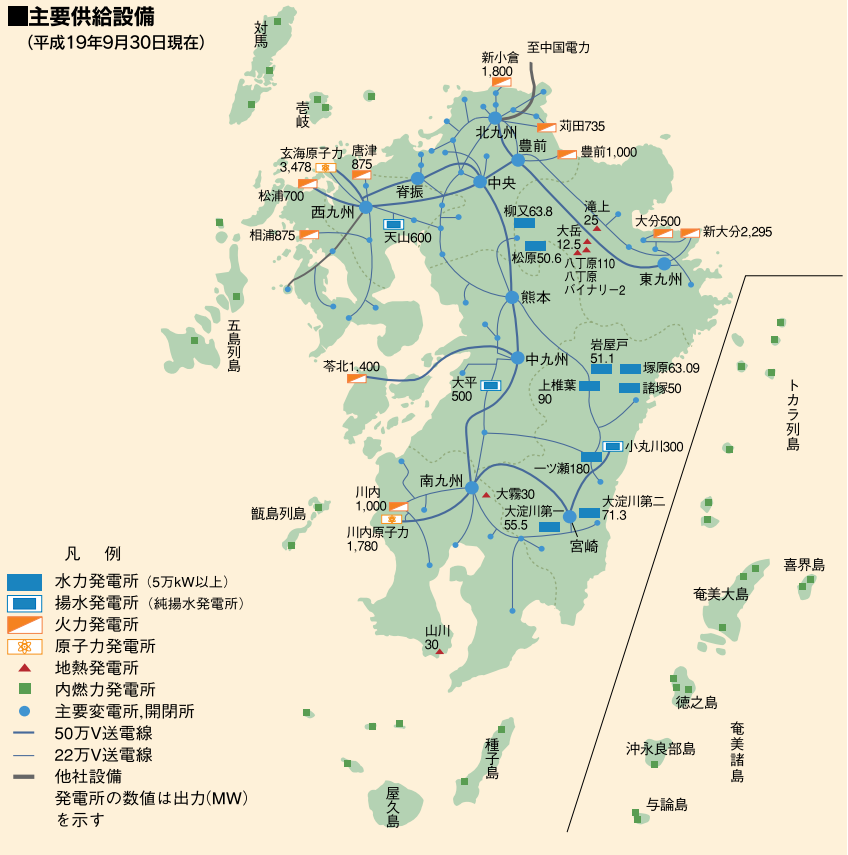 ■主要供給設備
（平成19年9月30日現在）
対馬
壱岐
至中国電力
新小倉
1,800
北九州
苅田735
豊前
豊前1,000
玄海原子力
3,478
唐津
875
松浦700
脊振
中央
西九州
相浦875
天山600
柳又63.8
滝上
25
大岳
12.5
大分500
新大分2,295
松原50.6
八丁原110
八丁原
バイナリー2
東九州
五島列島
熊本
苓北1,400
中九州
岩屋戸
51.1
塚原63.09
大平
500
上椎葉
90
諸塚50
トカラ列島
小丸川300
一ツ瀬180
南九州
大霧30
川内
1,000
大淀川第一
55.5
大淀川第二
71.3
甑島列島
川内原子力
1,780
宮崎
喜界島
奄美大島
山川
30
徳之島
奄美諸島
沖永良部島
与論島
種子島
屋久島
凡　例
水力発電所（5万kW以上）
揚水発電所（純揚水発電所）
火力発電所
原子力発電所
地熱発電所
内燃力発電所
主要変電所,開閉所
50万V送電線
22万V送電線
他社設備
発電所の数値は出力(MW)
を示す